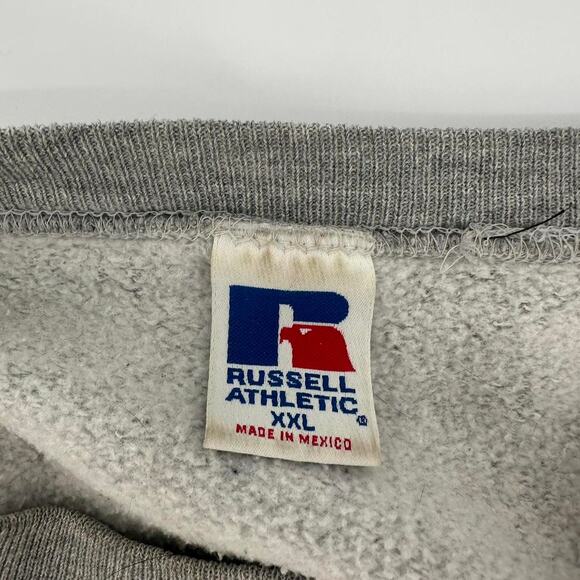 R
RUSSELL
ATHLETIC®
XXL
MADE IN MEXICO